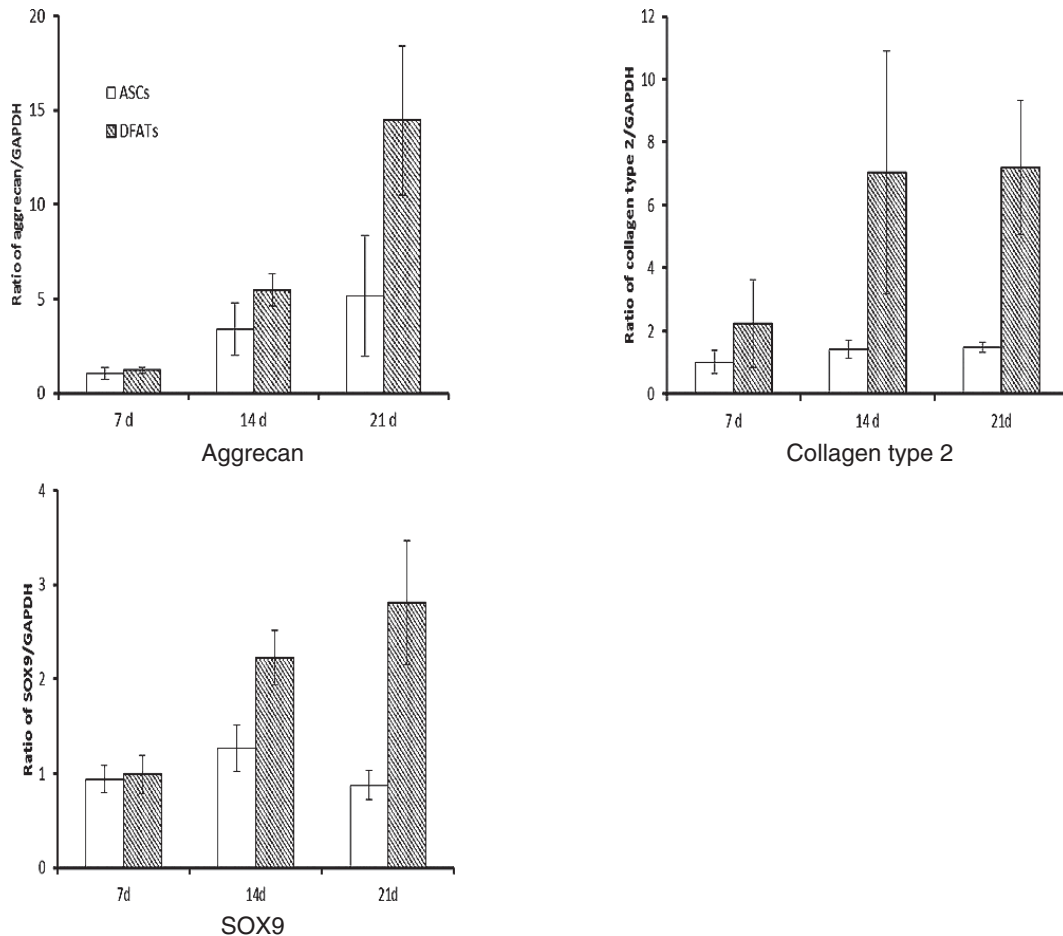 20
15
10
5
0
Ratio of aggrecan/GAPDH
ASCs
DFATs
7 d
14 d
21 d
Aggrecan
12
10
8
6
4
2
0
Ratio of collagen type 2/GAPDH
7 d
14 d
21d
Collagen type 2
4
3
2
1
0
Ratio of SOX9/GAPDH
7d
14d
21d
SOX9